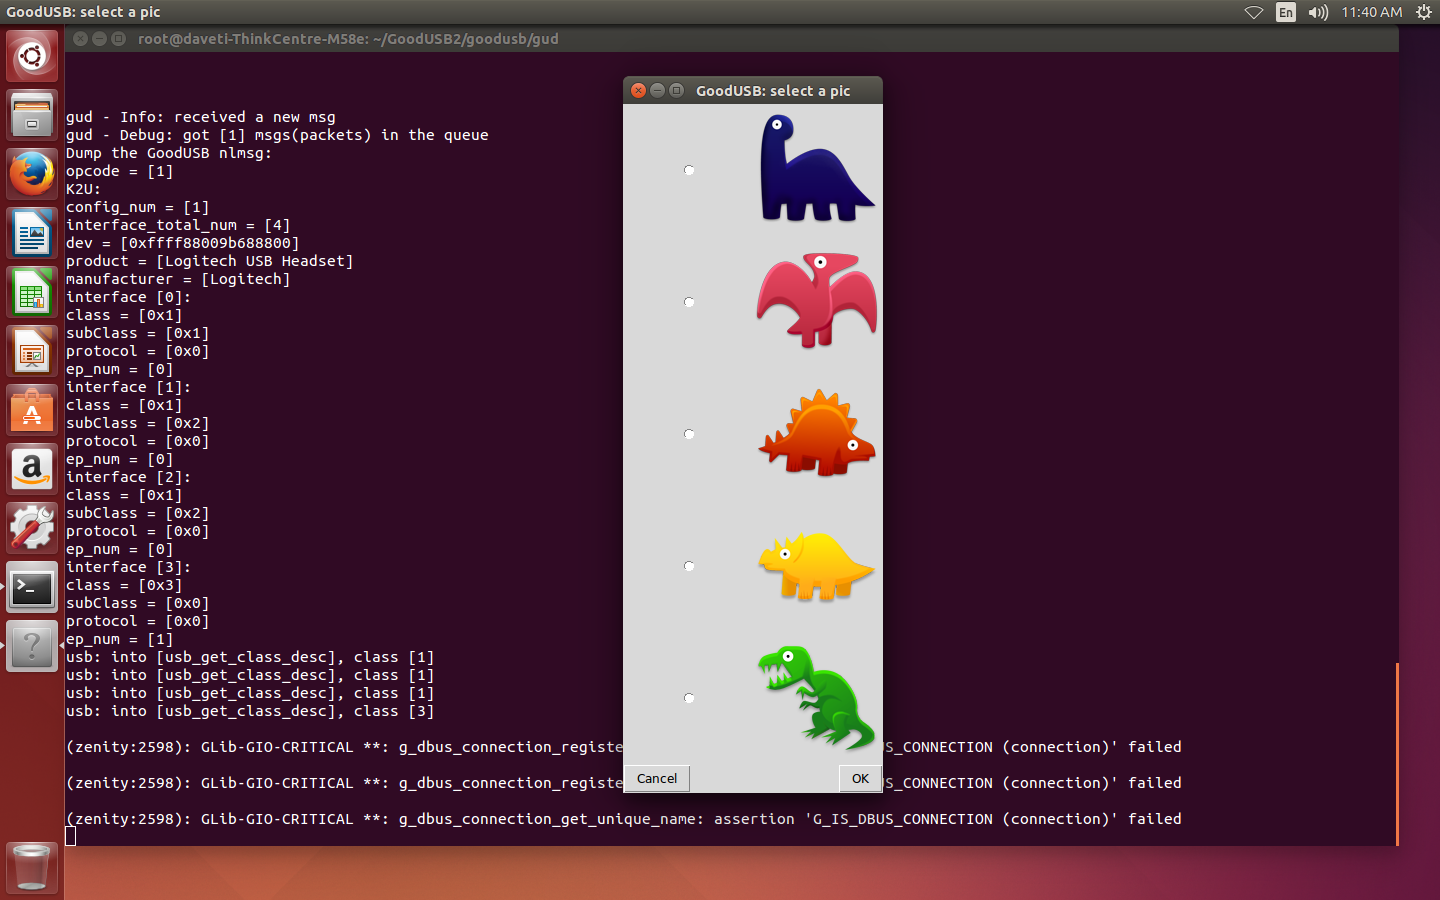 GoodUSB: select a pic
En
11:40 AM
root@daveti-ThinkCentre-M58e: ~/GoodUSB2/goodusb/gud
gud - Info: received a new msg
gud - Debug: got [1] msgs(packets) in the queue
Dump the GoodUSB nlmsg:
opcode = [1]
K2U:
config_num = [1]
interface_total_num = [4]
dev = [0xffff88009b688800]
product = [Logitech USB Headset]
manufacturer = [Logitech]
interface [0]:
class = [0x1]
subClass = [0x1]
protocol = [0x0]
ep_num = [0]
interface [1]:
class = [0x1]
subClass = [0x2]
protocol = [0x0]
ep_num = [0]
interface [2]:
class = [0x1]
subClass = [0x2]
protocol = [0x0]
ep_num = [0]
interface [3]:
class = [0x3]
subClass = [0x0]
protocol = [0x0]
ep_num = [1]
usb: into [usb_get_class_desc], class [1]
usb: into [usb_get_class_desc], class [1]
usb: into [usb_get_class_desc], class [1]
usb: into [usb_get_class_desc], class [3]
(zenity:2598): GLib-GIO-CRITICAL **: g_dbus_connection_registe
S_CONNECTION (connection)' failed
(zenity:2598): GLib-GIO-CRITICAL **: g_dbus_connection_registe
S_CONNECTION (connection)' failed
(zenity:2598): GLib-GIO-CRITICAL **: g_dbus_connection_get_unique_name: assertion 'G_IS_DBUS_CONNECTION (connection)' failed
GoodUSB: select a pic
Cancel
OK